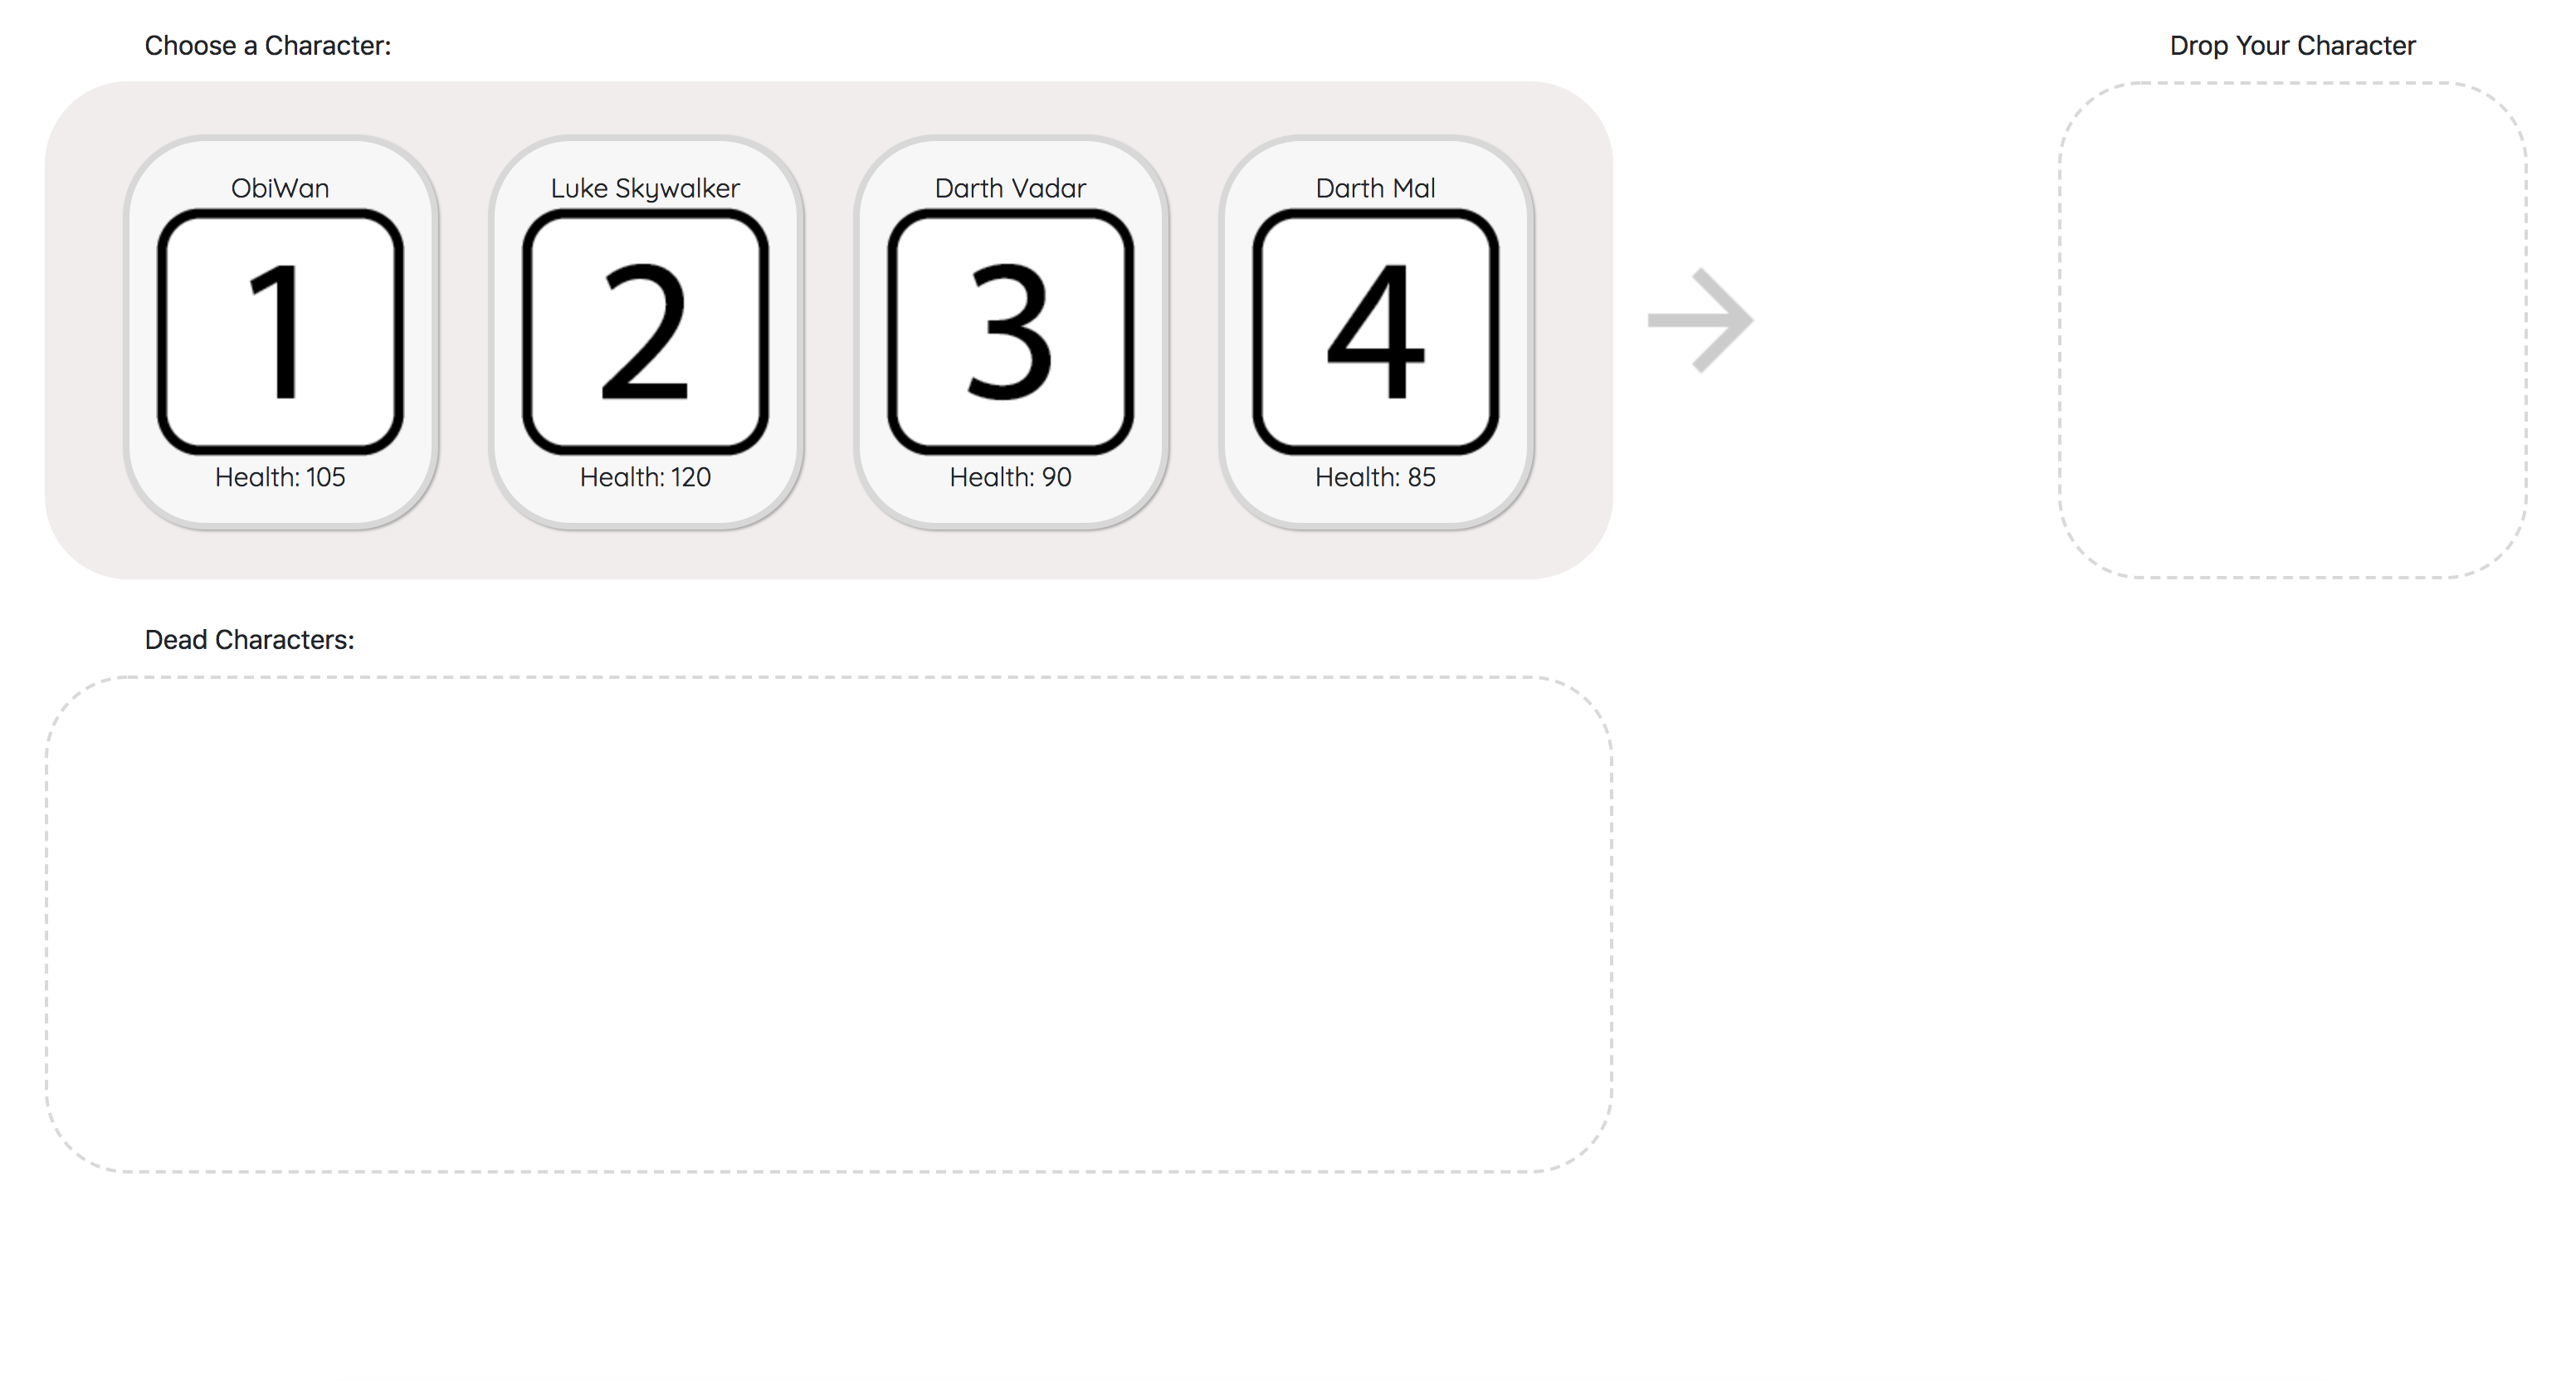 Choose a Character:
Drop Your Character
ObiWan
1
Health: 105
Luke Skywalker
2
Health: 120
Darth Vadar
3
Health: 90
Darth Mal
4
Health: 85
Dead Characters: